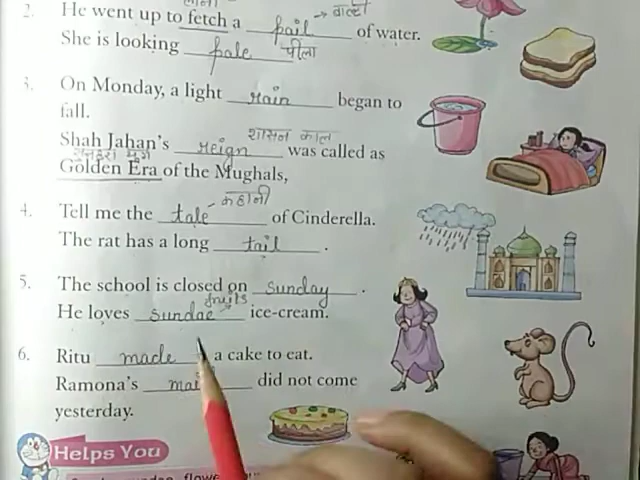 लाना
2. He went up to fetch a pail → बाल्टी of water.
She is looking pale पीला
3. On Monday, a light rain began to
fall.
शासन काल
Shah Jahan's reign was called as
सुनहरा युग
Golden Era of the Mughals,
कहानी
4. Tell me the tale of Cinderella.
The rat has a long tail.
5. The school is closed on sunday.
fruits
He loves sundae ice-cream.
6. Ritu made a cake to eat.
Ramona's did not come
yesterday.
Helps You